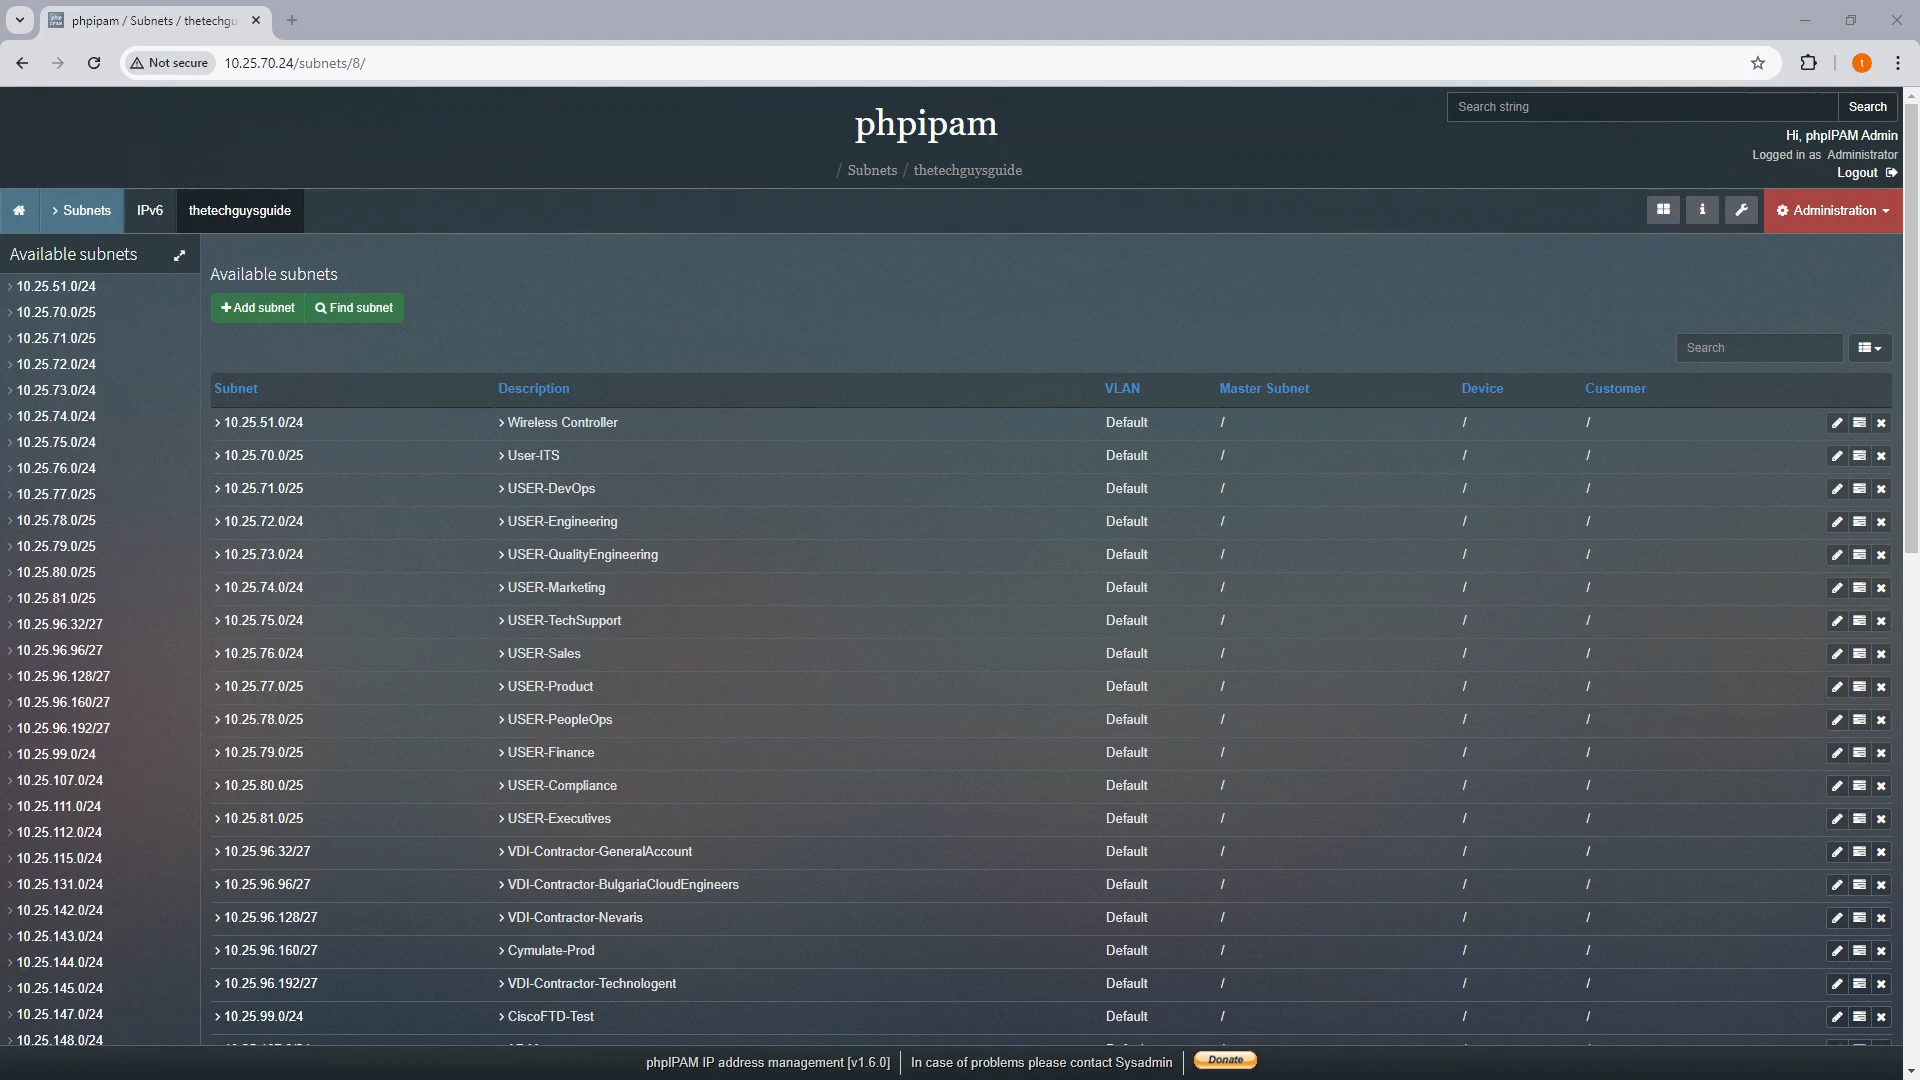 phpipam / Subnets / thetechgu
Not secure
10.25.70.24/subnets/8/
t
phpipam
/ Subnets / thetechguysguide
Search string
Search
Hi, phpIPAM Admin
Logged in as Administrator
Logout
Subnets
IPv6
thetechguysguide
Administration
Available subnets
10.25.51.0/24
10.25.70.0/25
10.25.71.0/25
10.25.72.0/24
10.25.73.0/24
10.25.74.0/24
10.25.75.0/24
10.25.76.0/24
10.25.77.0/25
10.25.78.0/25
10.25.79.0/25
10.25.80.0/25
10.25.81.0/25
10.25.96.32/27
10.25.96.96/27
10.25.96.128/27
10.25.96.160/27
10.25.96.192/27
10.25.99.0/24
10.25.107.0/24
10.25.111.0/24
10.25.112.0/24
10.25.115.0/24
10.25.131.0/24
10.25.142.0/24
10.25.143.0/24
10.25.144.0/24
10.25.145.0/24
10.25.147.0/24
10.25.148.0/24
Available subnets
Add subnet Find subnet
Search
Subnet Description VLAN Master Subnet Device Customer
10.25.51.0/24 Wireless Controller Default / / /
10.25.70.0/25 User-ITS Default / / /
10.25.71.0/25 USER-DevOps Default / / /
10.25.72.0/24 USER-Engineering Default / / /
10.25.73.0/24 USER-QualityEngineering Default / / /
10.25.74.0/24 USER-Marketing Default / / /
10.25.75.0/24 USER-TechSupport Default / / /
10.25.76.0/24 USER-Sales Default / / /
10.25.77.0/25 USER-Product Default / / /
10.25.78.0/25 USER-PeopleOps Default / / /
10.25.79.0/25 USER-Finance Default / / /
10.25.80.0/25 USER-Compliance Default / / /
10.25.81.0/25 USER-Executives Default / / /
10.25.96.32/27 VDI-Contractor-GeneralAccount Default / / /
10.25.96.96/27 VDI-Contractor-BulgariaCloudEngineers Default / / /
10.25.96.128/27 VDI-Contractor-Nevaris Default / / /
10.25.96.160/27 Cymulate-Prod Default / / /
10.25.96.192/27 VDI-Contractor-Technologent Default / / /
10.25.99.0/24 CiscoFTD-Test Default / / /
phpIPAM IP address management [v1.6.0] In case of problems please contact Sysadmin Donate